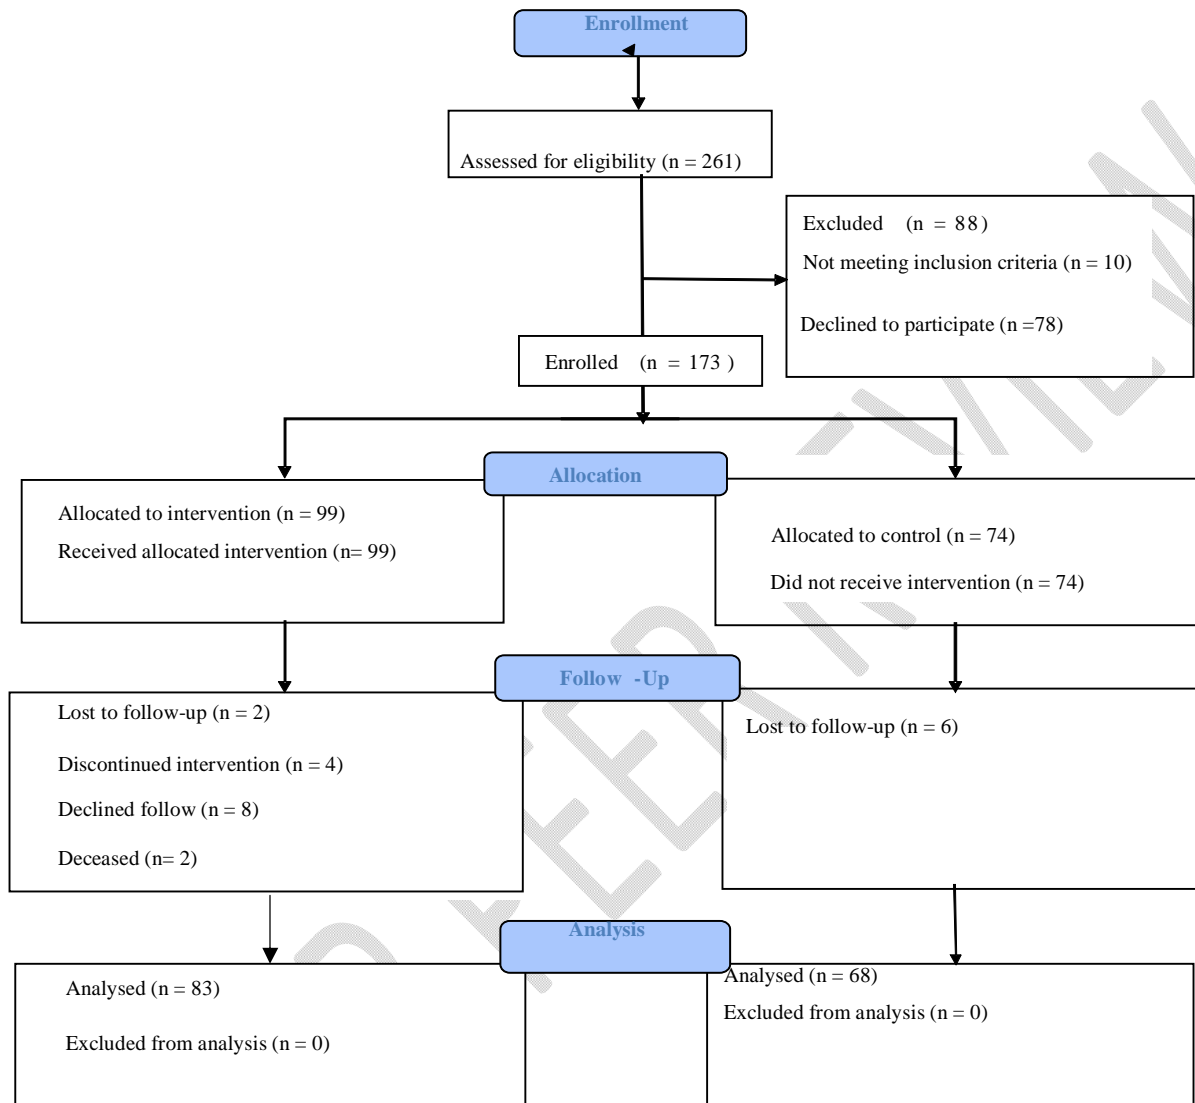 Enrollment
Assessed for eligibility (n = 261)
Excluded (n = 88)
Not meeting inclusion criteria (n = 10)
Declined to participate (n =78)
Enrolled (n = 173 )
Allocation
Allocated to intervention (n = 99)
Received allocated intervention (n= 99)
Allocated to control (n = 74)
Did not receive intervention (n = 74)
Follow -Up
Lost to follow-up (n = 2)
Discontinued intervention (n = 4)
Declined follow (n = 8)
Deceased (n= 2)
Lost to follow-up (n = 6)
Analysis
Analysed (n = 83)
Excluded from analysis (n = 0)
Analysed (n = 68)
Excluded from analysis (n = 0)